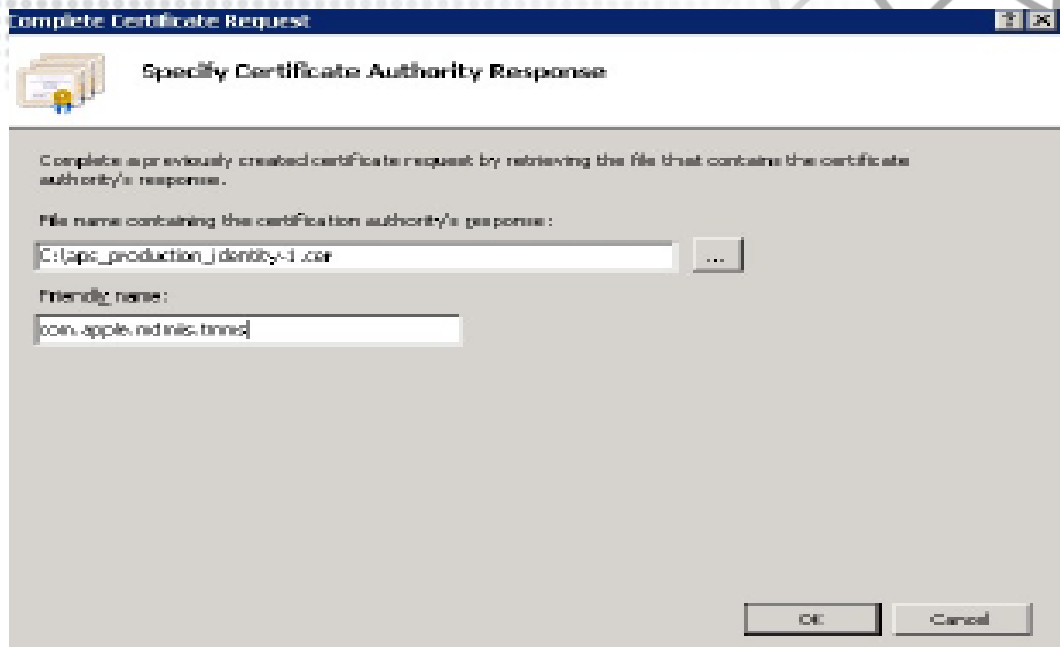 Complete Certificate Request
Specify Certificate Authority Response
Complete a previously created certificate request by retrieving the file that contains the certificate
authority's response.
File name containing the certification authority's response:
C:\aps_production_identity-1.cer
...
Friendly name:
OK
Cancel